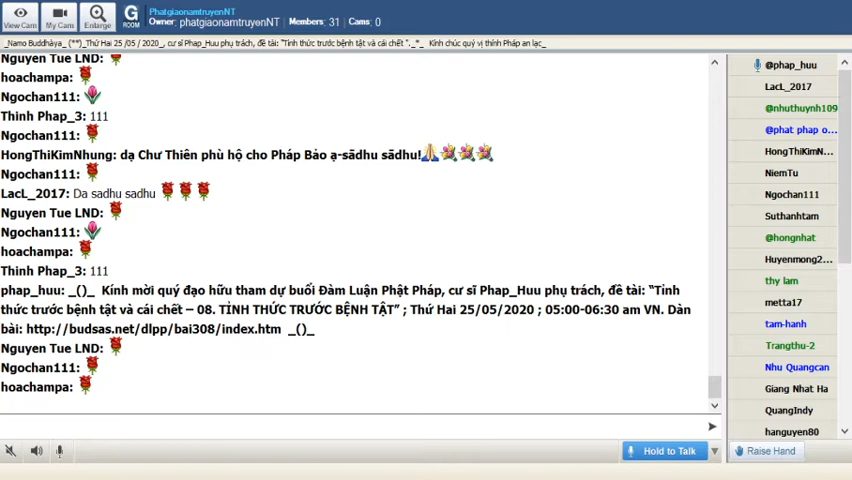 PhatgiaonamtruyenNT
Owner: phatgiaonamtruyenNT Members: 31 Cams: 0
View Cam My Cam Enlarge G ROOM
_Namo Buddhàya_ (**)_Thứ Hai 25 /05 / 2020_, cư sĩ Phap_Huu phụ trách, đề tài: "Tỉnh thức trước bệnh tật và cái chết "._*_ Kính chúc quý vị thính Pháp an lạc_
Nguyen Tue LND:
hoachampa:
Ngochan111:
Thinh Phap_3: 111
Ngochan111:
HongThiKimNhung: dạ Chư Thiên phù hộ cho Pháp Bảo ạ-sādhu sādhu!
Ngochan111:
LacL_2017: Da sadhu sadhu
Nguyen Tue LND:
Ngochan111:
hoachampa:
Thinh Phap_3: 111
phap_huu: _()_ Kính mời quý đạo hữu tham dự buổi Đàm Luận Phật Pháp, cư sĩ Phap_Huu phụ trách, đề tài: "Tỉnh
thức trước bệnh tật và cái chết – 08. TỈNH THỨC TRƯỚC BỆNH TẬT" ; Thứ Hai 25/05/2020 ; 05:00-06:30 am VN. Dàn
bài: http://budsas.net/dlpp/bai308/index.htm _()_
Nguyen Tue LND:
Ngochan111:
hoachampa:
@phap_huu
LacL_2017
@nhuthuynh109
@phat phap o...
HongThiKimN...
NiemTu
Ngochan111
Suthanhtam
@hongnhat
Huyenmong2...
thy lam
metta17
tam-hanh
Trangthu-2
Nhu Quangcan
Giang Nhat Ha
QuangIndy
hanguyen80
Hold to Talk
Raise Hand